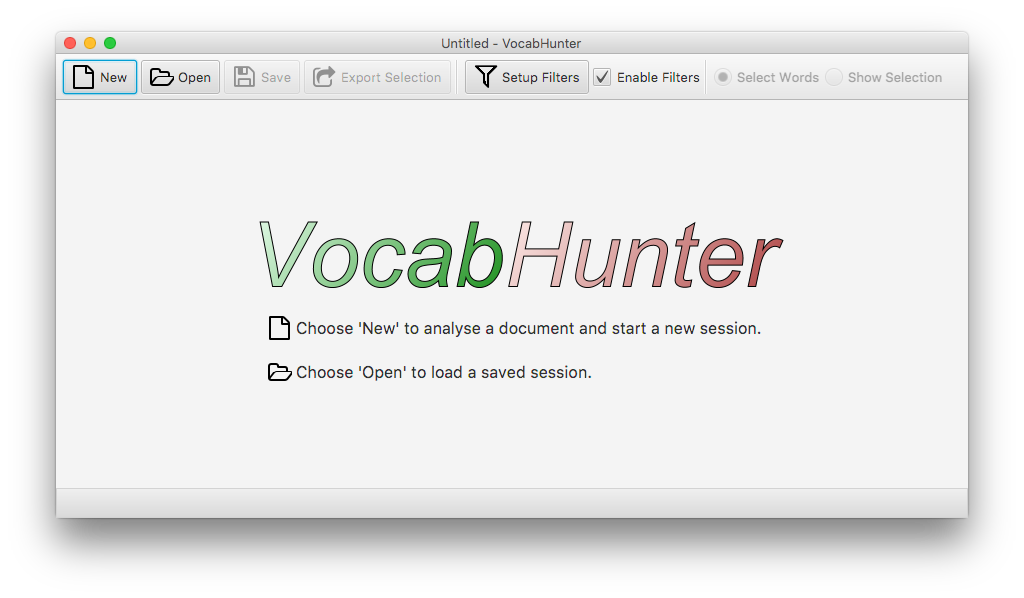 Untitled - VocabHunter
New Open Save Export Selection Setup Filters Enable Filters Select Words Show Selection
VocabHunter
Choose 'New' to analyse a document and start a new session.
Choose 'Open' to load a saved session.